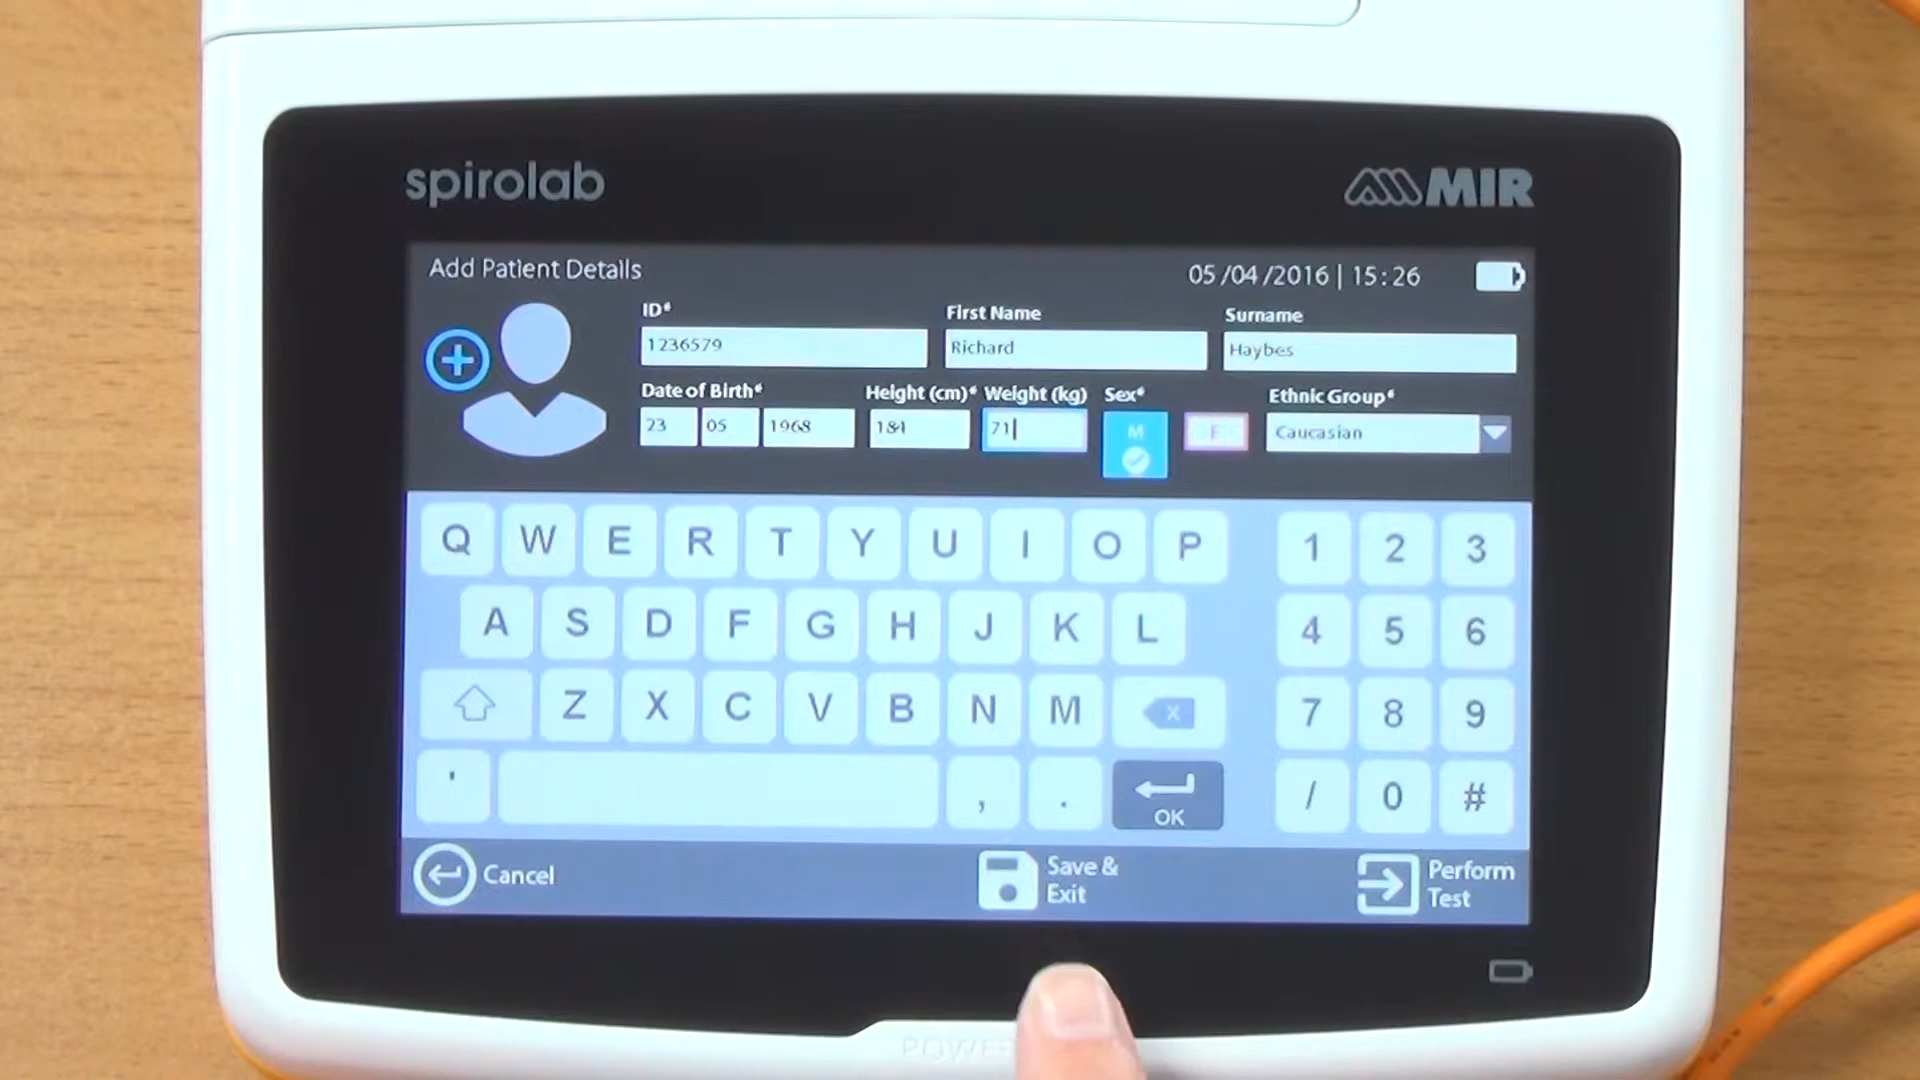 spirolab
MIR
Add Patient Details
05/04/2016 | 15:26
ID*
First Name
Surname
1236579
Richard
Haybes
Date of Birth*
Height (cm)*
Weight (kg)
Sex*
Ethnic Group*
23
05
1968
184
71
M
F
Caucasian
Q W E R T Y U I O P 1 2 3
A S D F G H J K L 4 5 6
Z X C V B N M X 7 8 9
' , . OK / 0 #
Cancel
Save &
Exit
Perform
Test